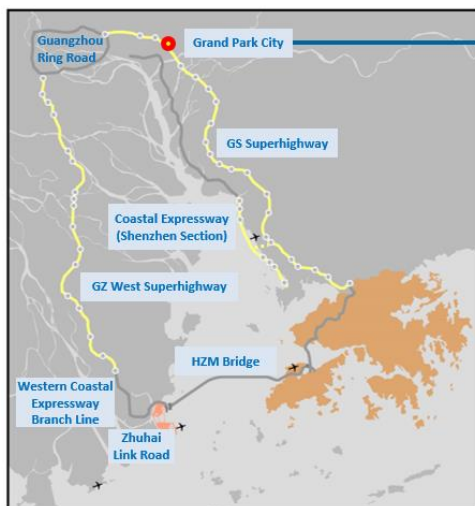 Guangzhou
Ring Road
Grand Park City
GS Superhighway
Coastal Expressway
(Shenzhen Section)
GZ West Superhighway
HZM Bridge
Western Coastal
Expressway
Branch Line
Zhuhai
Link Road